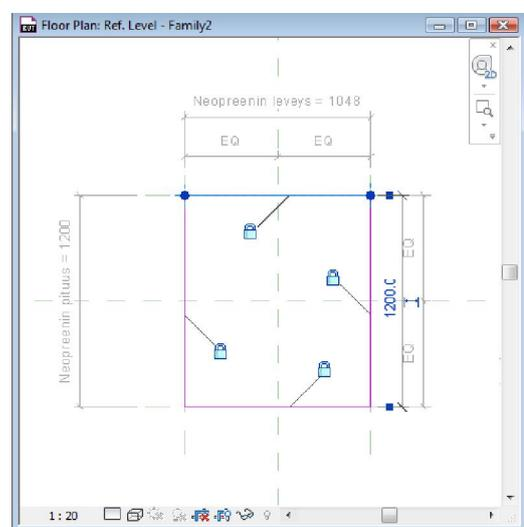 Floor Plan: Ref. Level - Family2
2D
Neopreenin leveys = 1048
EQ EQ
Neopreenin pituus = 1200
EQ
1200.0
EQ
1 : 20